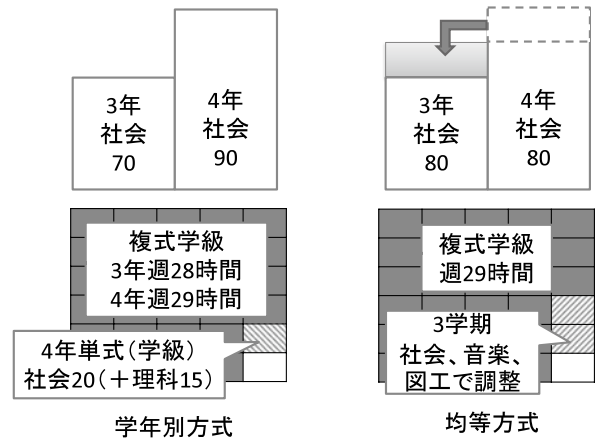 3年
社会
70
4年
社会
90
3年
社会
80
4年
社会
80
複式学級
3年週28時間
4年週29時間
4年単式(学級)
社会20(+理科15)
学年別方式
複式学級
週29時間
3学期
社会、音楽、
図工で調整
均等方式